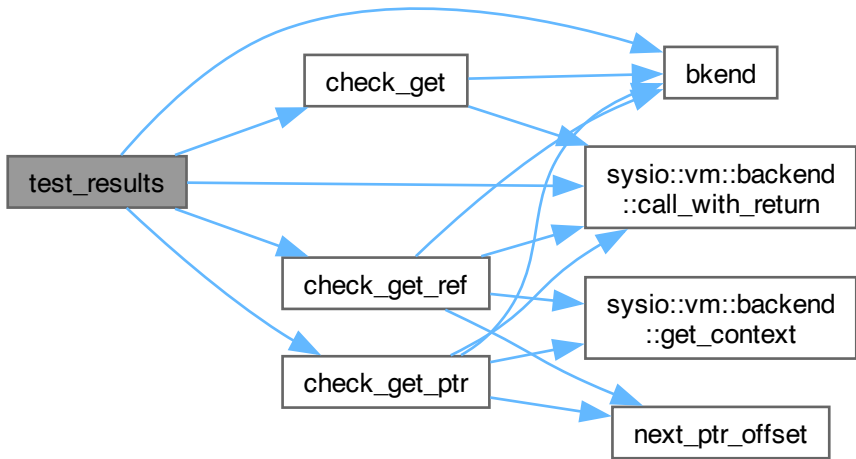 test_results
check_get
check_get_ref
check_get_ptr
bkend
sysio::vm::backend
::call_with_return
sysio::vm::backend
::get_context
next_ptr_offset